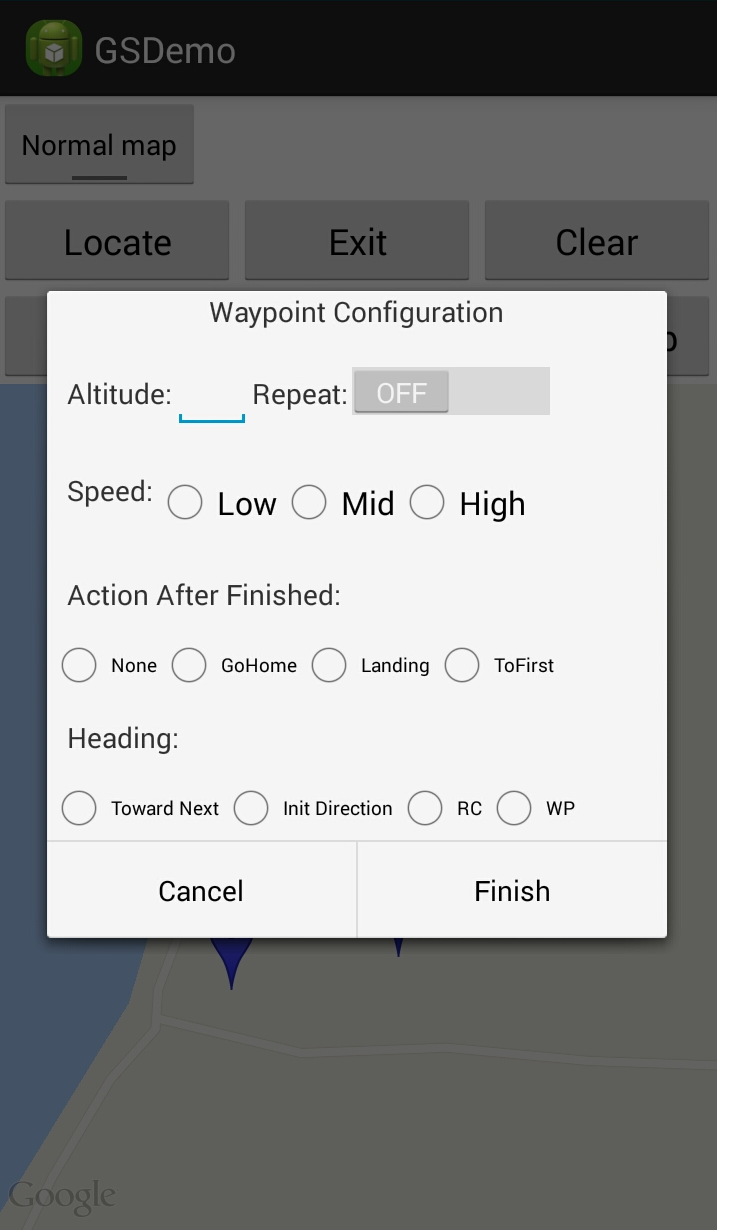 GSDemo
Normal map
Locate Exit Clear
Waypoint Configuration
Altitude: Repeat: OFF
Speed: Low Mid High
Action After Finished:
None GoHome Landing ToFirst
Heading:
Toward Next Init Direction RC WP
Cancel Finish
Google